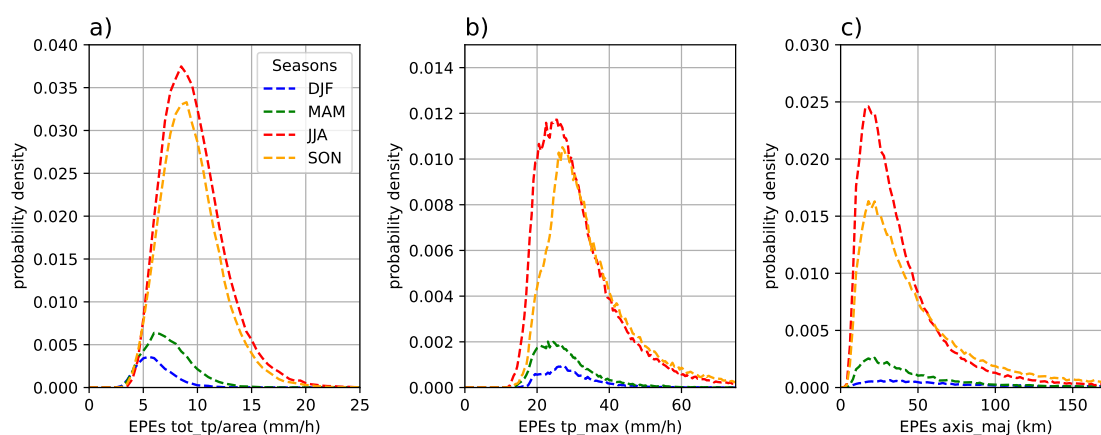 a)
0.040
0.035
0.030
0.025
0.020
0.015
0.010
0.005
0.000
probability density
0 5 10 15 20 25
EPEs tot_tp/area (mm/h)
Seasons
DJF
MAM
JJA
SON
b)
0.014
0.012
0.010
0.008
0.006
0.004
0.002
0.000
probability density
0 20 40 60
EPEs tp_max (mm/h)
c)
0.030
0.025
0.020
0.015
0.010
0.005
0.000
probability density
0 50 100 150
EPEs axis_maj (km)